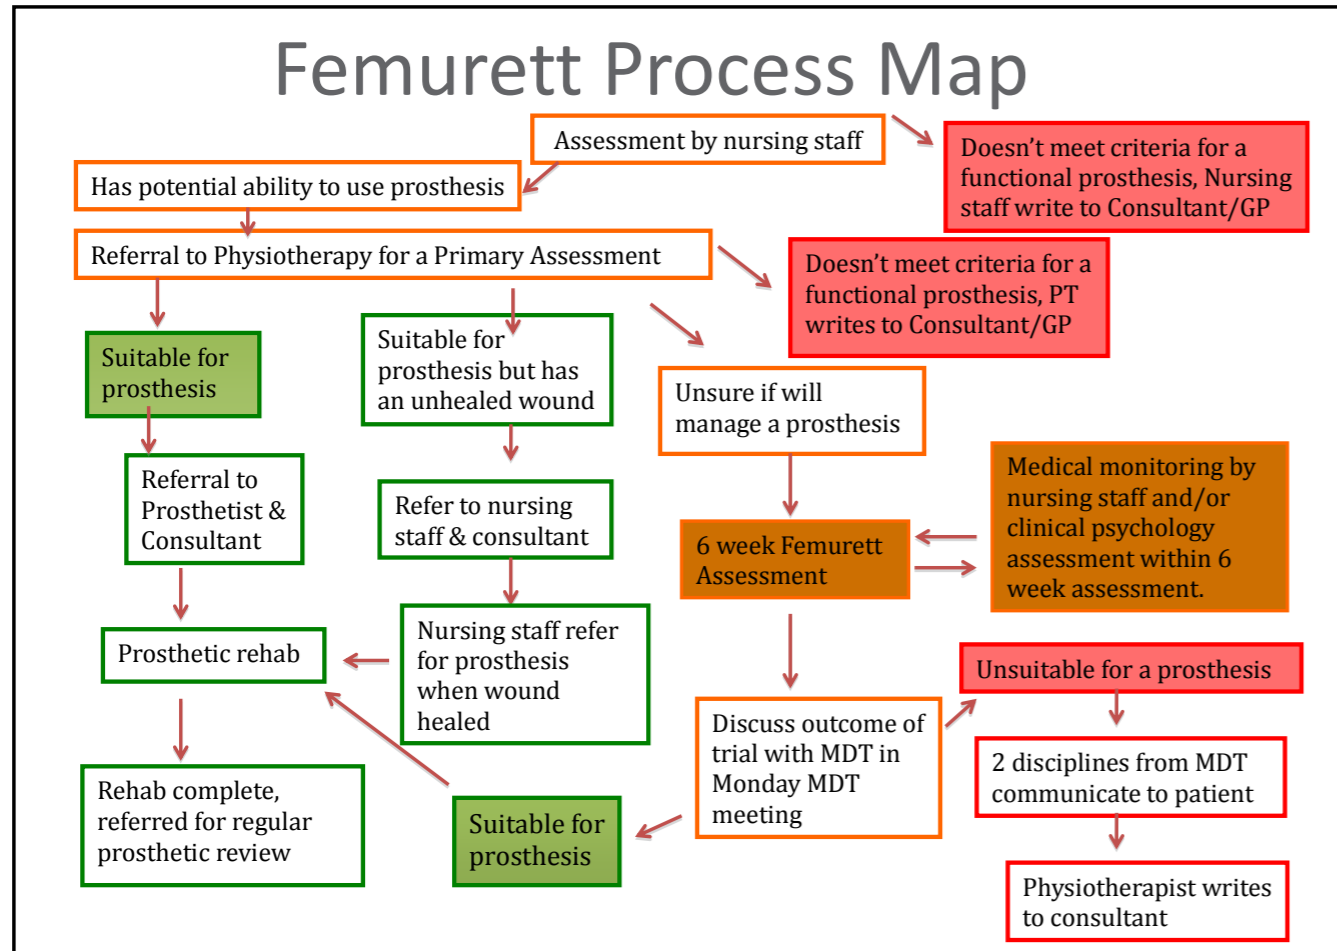 Femurett Process Map
Assessment by nursing staff
Doesn’t meet criteria for a
functional prosthesis, Nursing
staff write to Consultant/GP
Has potential ability to use prosthesis
Referral to Physiotherapy for a Primary Assessment
Doesn’t meet criteria for a
functional prosthesis, PT
writes to Consultant/GP
Suitable for
prosthesis
Suitable for
prosthesis but has
an unhealed wound
Unsure if will
manage a prosthesis
Referral to
Prosthetist &
Consultant
Refer to nursing
staff & consultant
6 week Femurett
Assessment
Medical monitoring by
nursing staff and/or
clinical psychology
assessment within 6
week assessment.
Prosthetic rehab
Nursing staff refer
for prosthesis
when wound
healed
Unsuitable for a prosthesis
Discuss outcome of
trial with MDT in
Monday MDT
meeting
2 disciplines from MDT
communicate to patient
Rehab complete,
referred for regular
prosthetic review
Suitable for
prosthesis
Physiotherapist writes
to consultant